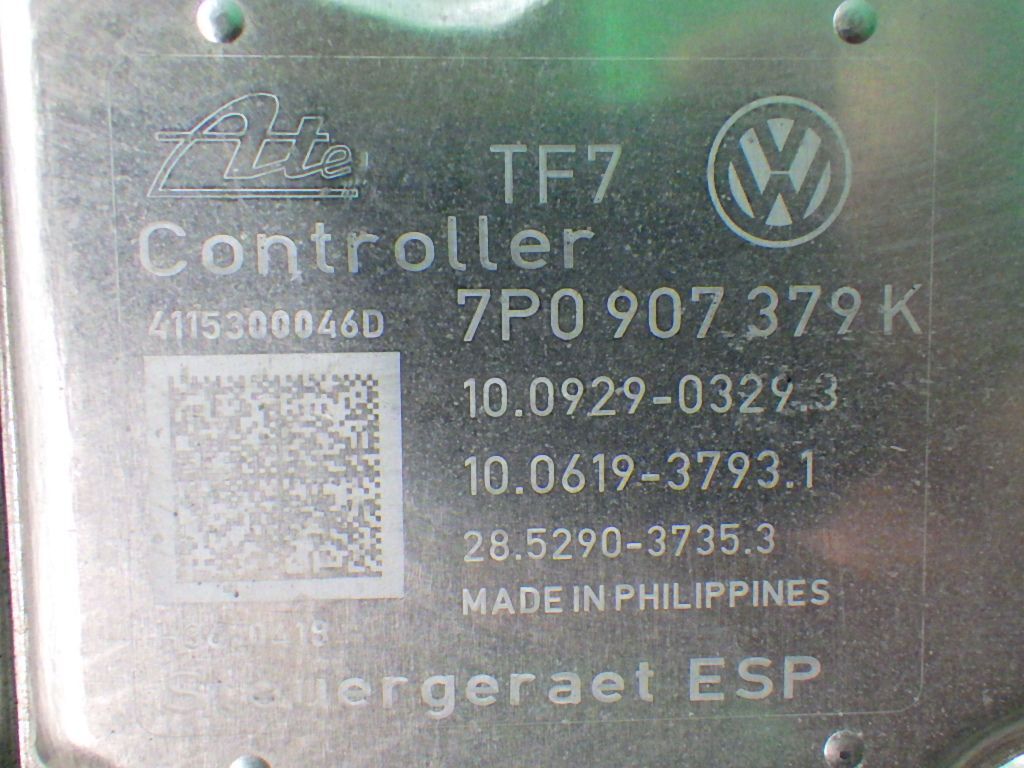 Ate
TF7
Controller
4115300046D
7P0 907 379 K
10.0929-0329.3
10.0619-3793.1
28.5290-3735.3
MADE IN PHILIPPINES
Steuergeraet ESP